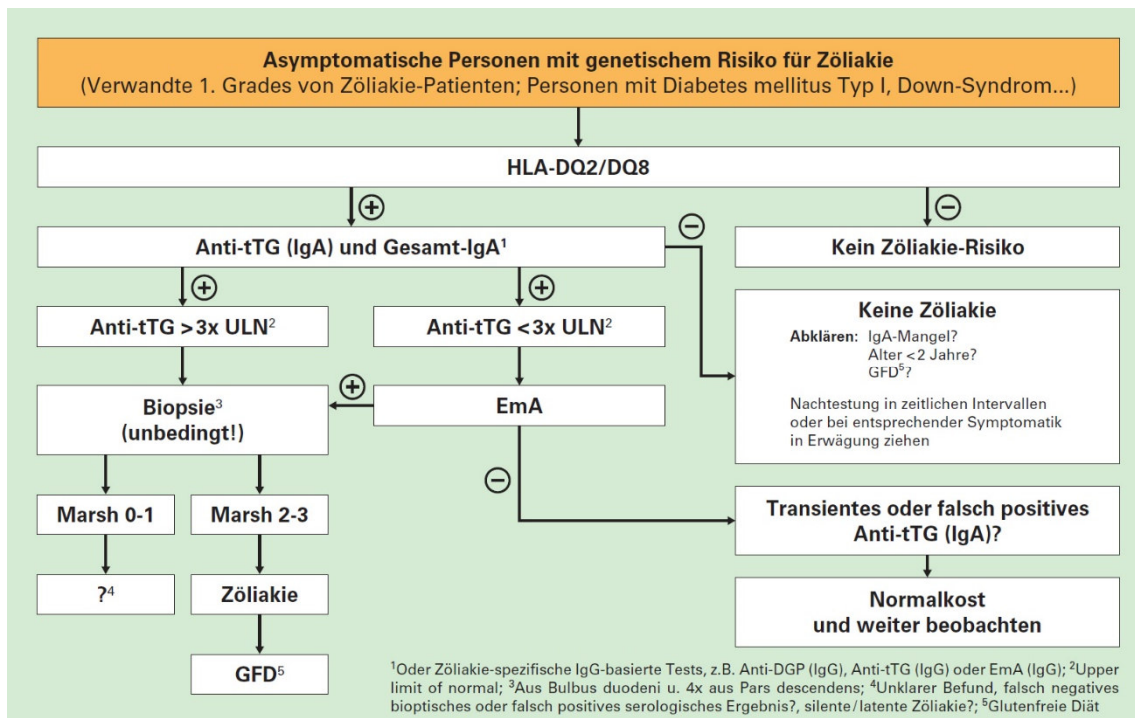 Asymptomatische Personen mit genetischem Risiko für Zöliakie
(Verwandte 1. Grades von Zöliakie-Patienten; Personen mit Diabetes mellitus Typ I, Down-Syndrom...)
HLA-DQ2/DQ8
+
−
Anti-tTG (IgA) und Gesamt-IgA¹
−
Kein Zöliakie-Risiko
+
+
Anti-tTG > 3x ULN²
Anti-tTG < 3x ULN²
Keine Zöliakie
Abklären: IgA-Mangel?
Alter < 2 Jahre?
GFD⁵?
Nachtestung in zeitlichen Intervallen
oder bei entsprechender Symptomatik
in Erwägung ziehen
Biopsie³
(unbedingt!)
+
EmA
−
Marsh 0-1
Marsh 2-3
Transientes oder falsch positives
Anti-tTG (IgA)?
?⁴
Zöliakie
Normalkost
und weiter beobachten
GFD⁵
¹Oder Zöliakie-spezifische IgG-basierte Tests, z.B. Anti-DGP (IgG), Anti-tTG (IgG) oder EmA (IgG); ²Upper
limit of normal; ³Aus Bulbus duodeni u. 4x aus Pars descendens; ⁴Unklarer Befund, falsch negatives
bioptisches oder falsch positives serologisches Ergebnis?, silente/latente Zöliakie?; ⁵Glutenfreie Diät